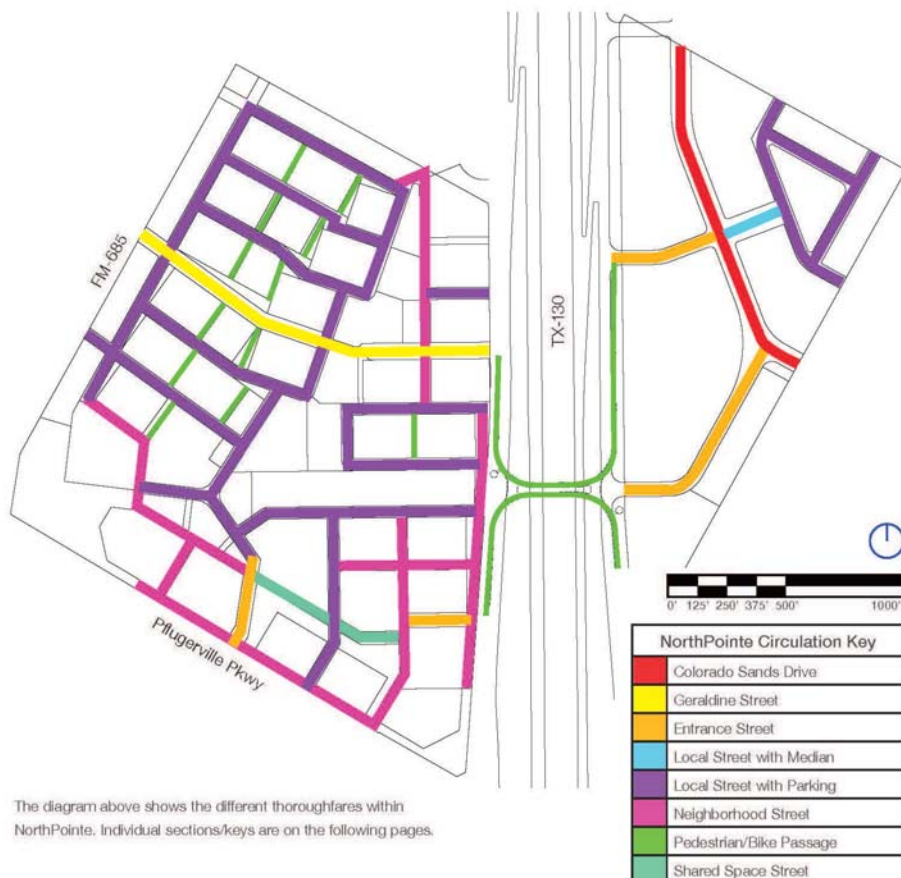 FM-685
TX-130
Pflugerville Pkwy
0' 125' 250' 375' 500' 1000'
NorthPointe Circulation Key
Colorado Sands Drive
Geraldine Street
Entrance Street
Local Street with Median
Local Street with Parking
Neighborhood Street
Pedestrian/Bike Passage
Shared Space Street
The diagram above shows the different thoroughfares within
NorthPointe. Individual sections/keys are on the following pages.